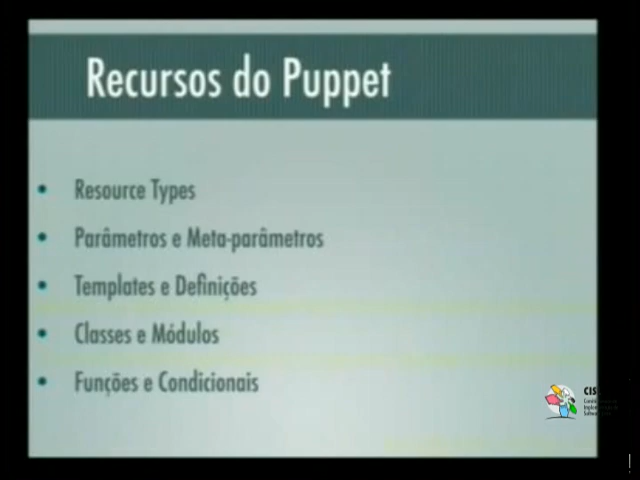 Recursos do Puppet
• Resource Types
• Parâmetros e Meta-parâmetros
• Templates e Definições
• Classes e Módulos
• Funções e Condicionais
CIS